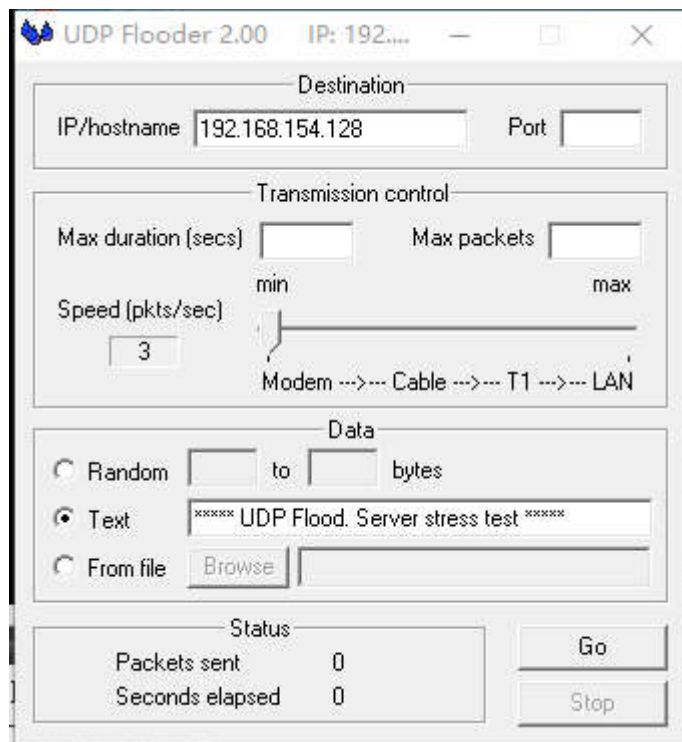 UDP Flooder 2.00 IP: 192....
Destination
IP/hostname 192.168.154.128 Port
Transmission control
Max duration (secs) Max packets
min max
Speed (pkts/sec)
3
Modem --->--- Cable --->--- T1 --->--- LAN
Data
Random to bytes
Text ***** UDP Flood. Server stress test *****
From file Browse
Status
Packets sent 0
Seconds elapsed 0
Go
Stop